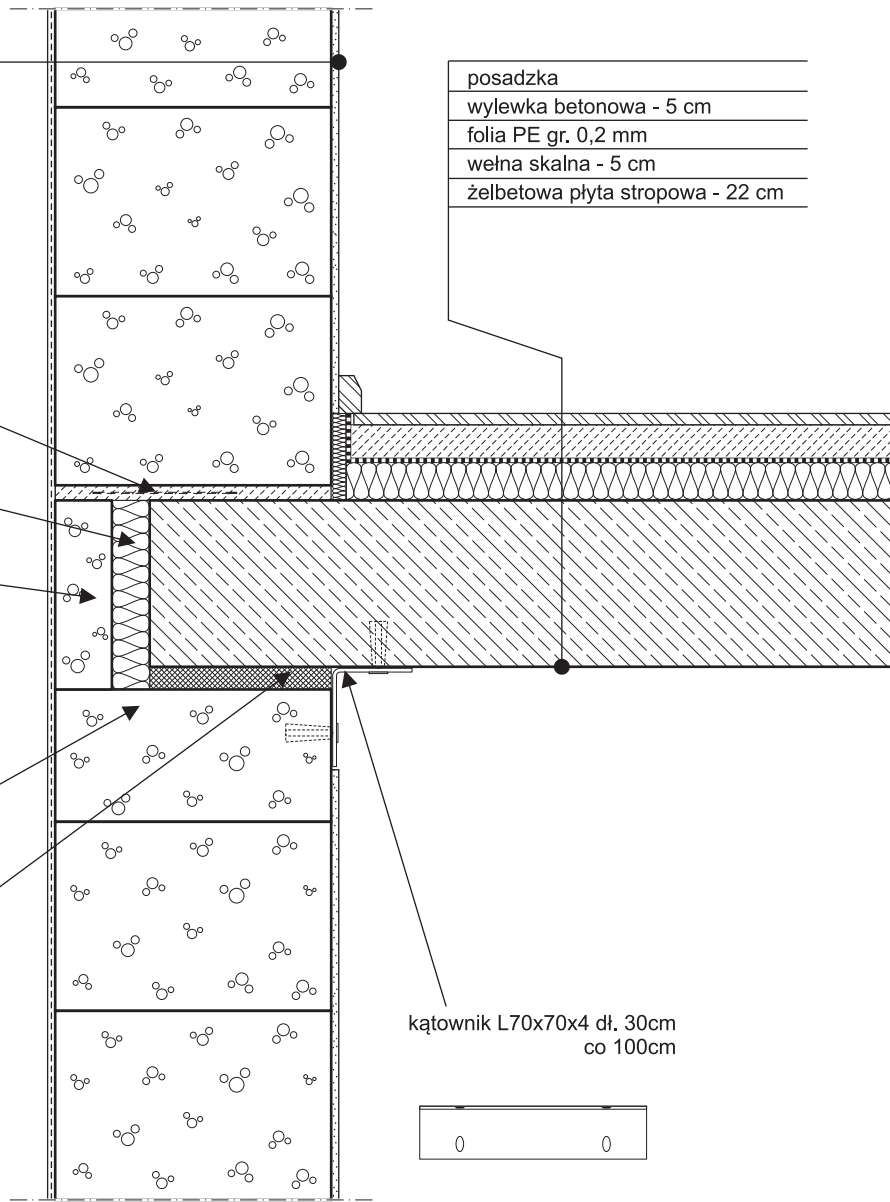 posadzka
wylewka betonowa - 5 cm
folia PE gr. 0,2 mm
wełna skalna - 5 cm
żelbetowa płyta stropowa - 22 cm
kątownik L70x70x4 dł. 30cm
co 100cm